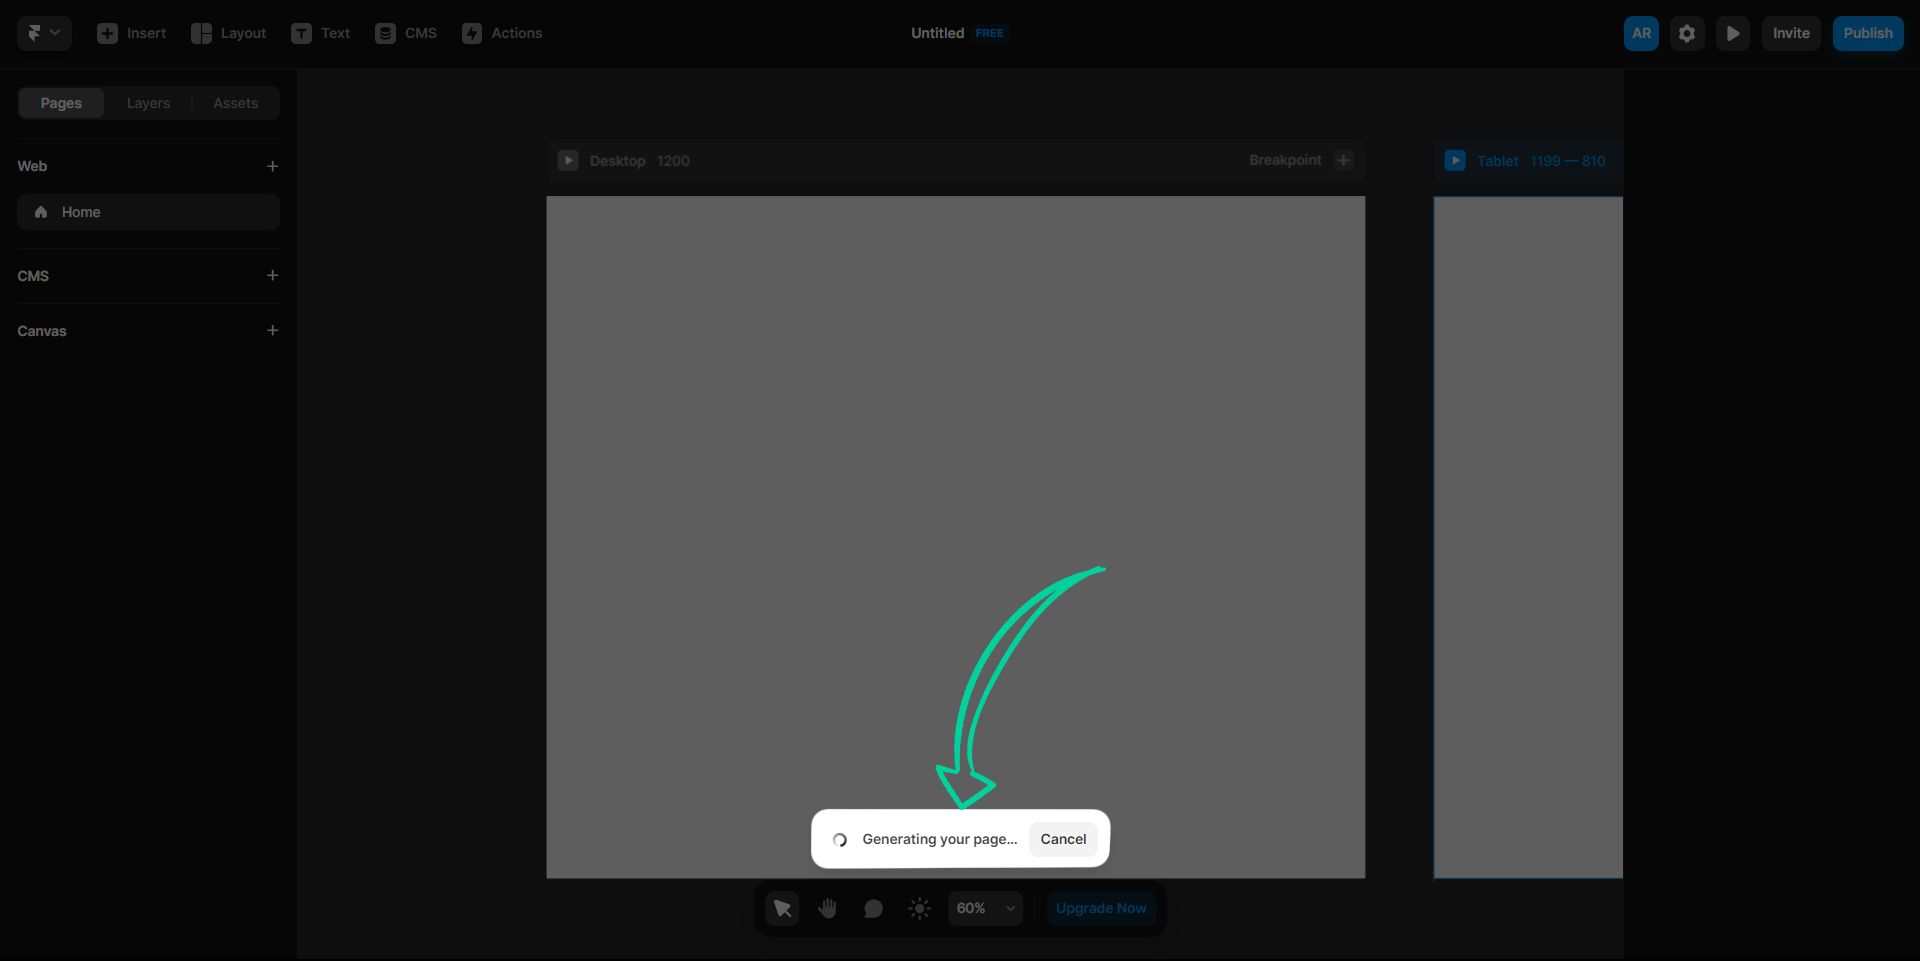 Insert
Layout
Text
CMS
Actions
Untitled FREE
AR
Invite
Publish
Pages
Layers
Assets
Web
Home
CMS
Canvas
Desktop 1200
Breakpoint
Tablet 1199 — 810
Generating your page...
Cancel
60%
Upgrade Now